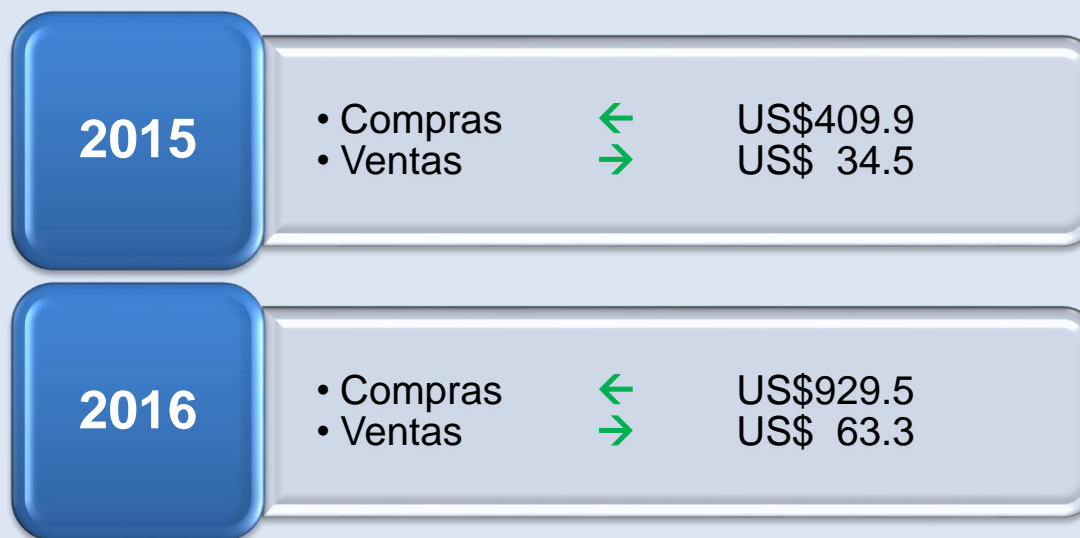 2015
• Compras ← US$409.9
• Ventas → US$ 34.5
2016
• Compras ← US$929.5
• Ventas → US$ 63.3